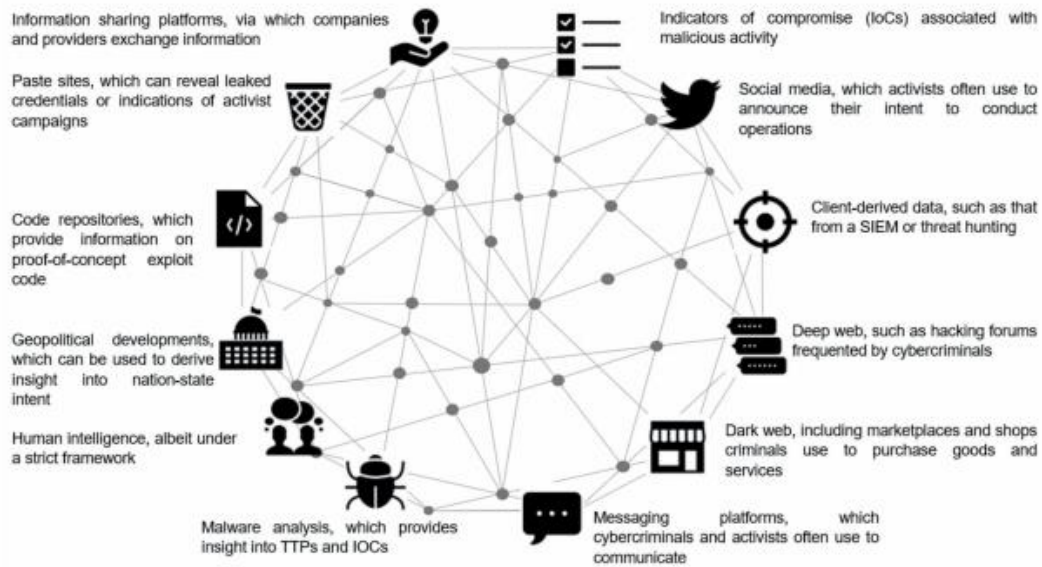 Information sharing platforms, via which companies
and providers exchange information
Indicators of compromise (IoCs) associated with
malicious activity
Paste sites, which can reveal leaked
credentials or indications of activist
campaigns
Social media, which activists often use to
announce their intent to conduct
operations
Code repositories, which
provide information on
proof-of-concept exploit
code
</>
Client-derived data, such as that
from a SIEM or threat hunting
Geopolitical developments,
which can be used to derive
insight into nation-state
intent
Deep web, such as hacking forums
frequented by cybercriminals
Human intelligence, albeit under
a strict framework
Dark web, including marketplaces and shops
criminals use to purchase goods and
services
Malware analysis, which provides
insight into TTPs and IOCs
Messaging platforms, which
cybercriminals and activists often use to
communicate